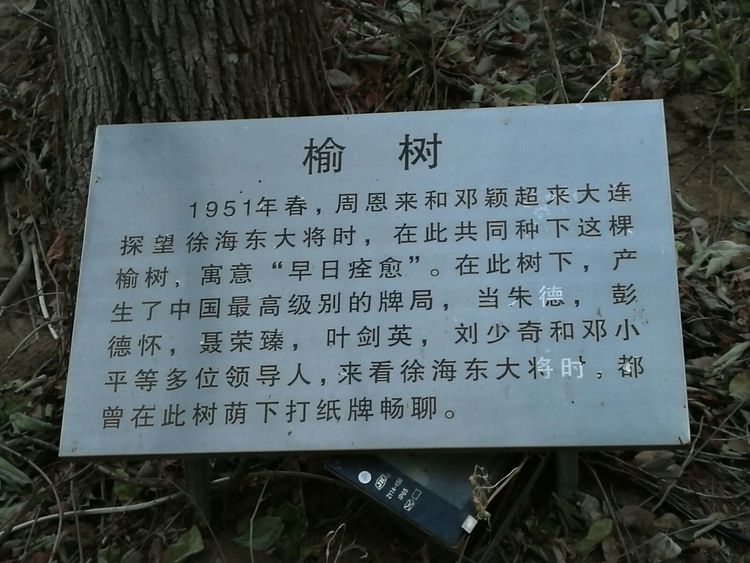 榆树
1951年春，周恩来和邓颖超来大连
探望徐海东大将时，在此共同种下这棵
榆树，寓意“早日痊愈”。在此树下，产
生了中国最高级别的牌局，当朱德，彭
德怀，聂荣臻，叶剑英，刘少奇和邓小
平等多位领导人，来看徐海东大将时，都
曾在此树荫下打纸牌畅聊。
IP65